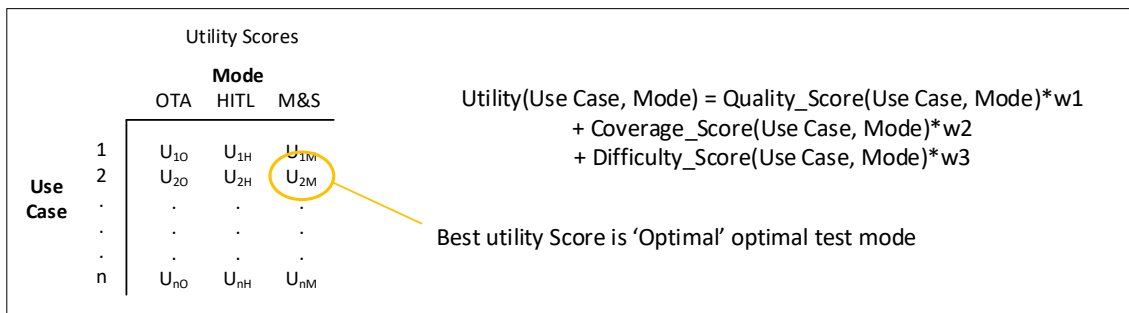 Utility Scores
Mode
OTA HITL M&S
1 U1O U1H U1M
2 U2O U2H U2M
Use
Case
. . . .
. . . .
. . . .
n UnO UnH UnM
Utility(Use Case, Mode) = Quality_Score(Use Case, Mode)*w1
+ Coverage_Score(Use Case, Mode)*w2
+ Difficulty_Score(Use Case, Mode)*w3
Best utility Score is ‘Optimal’ optimal test mode